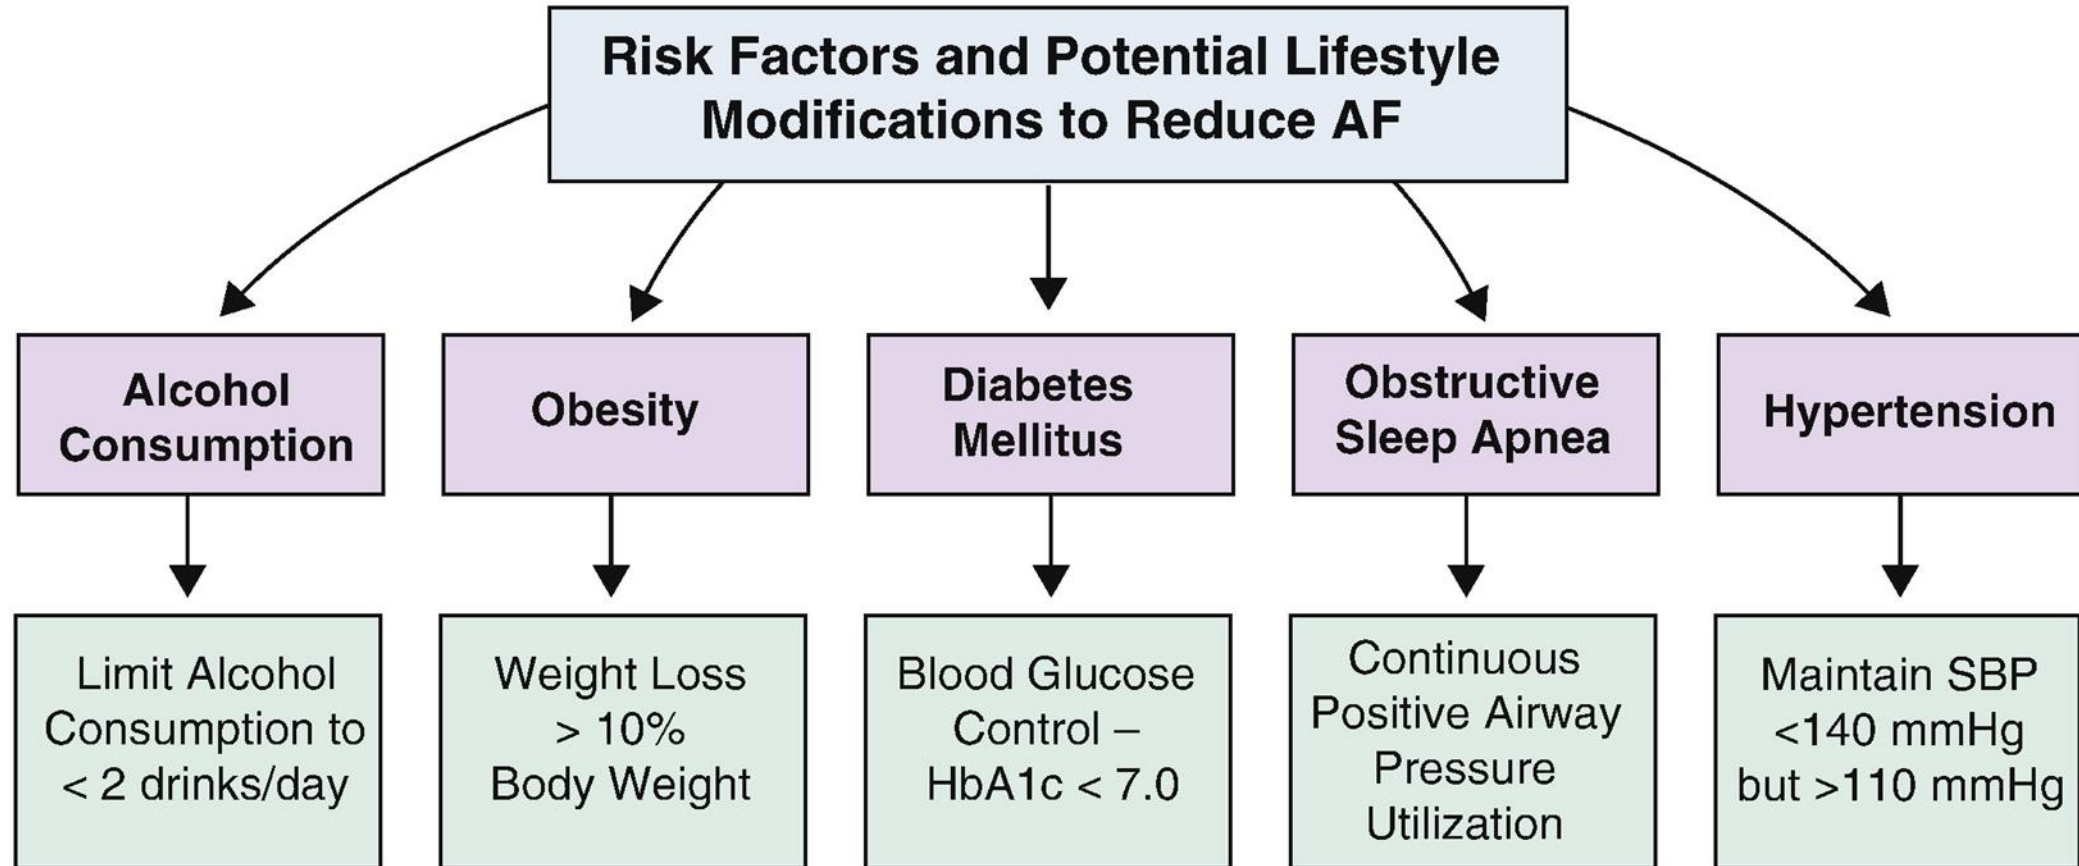 Risk Factors and Potential Lifestyle
Modifications to Reduce AF
Alcohol
Consumption
Obesity
Diabetes
Mellitus
Obstructive
Sleep Apnea
Hypertension
Limit Alcohol
Consumption to
< 2 drinks/day
Weight Loss
> 10%
Body Weight
Blood Glucose
Control –
HbA1c < 7.0
Continuous
Positive Airway
Pressure
Utilization
Maintain SBP
<140 mmHg
but >110 mmHg